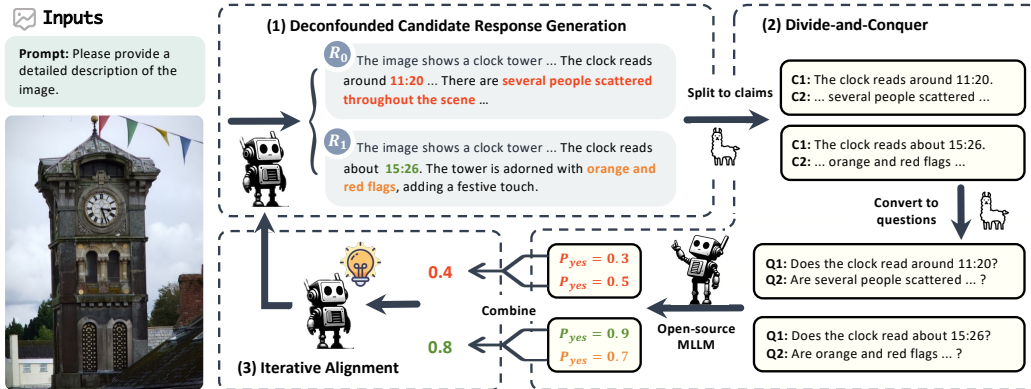 Inputs
Prompt: Please provide a
detailed description of the
image.
(1) Deconfounded Candidate Response Generation
R0
The image shows a clock tower ... The clock reads
around 11:20 ... There are several people scattered
throughout the scene ...
R1
The image shows a clock tower ... The clock reads
about 15:26. The tower is adorned with orange and
red flags, adding a festive touch.
Split to claims
(2) Divide-and-Conquer
C1: The clock reads around 11:20.
C2: ... several people scattered ...
C1: The clock reads about 15:26.
C2: ... orange and red flags ...
Convert to
questions
Q1: Does the clock read around 11:20?
Q2: Are several people scattered ... ?
Q1: Does the clock read about 15:26?
Q2: Are orange and red flags ... ?
Open-source
MLLM
Pyes = 0.3
Pyes = 0.5
Pyes = 0.9
Pyes = 0.7
Combine
0.4
0.8
(3) Iterative Alignment